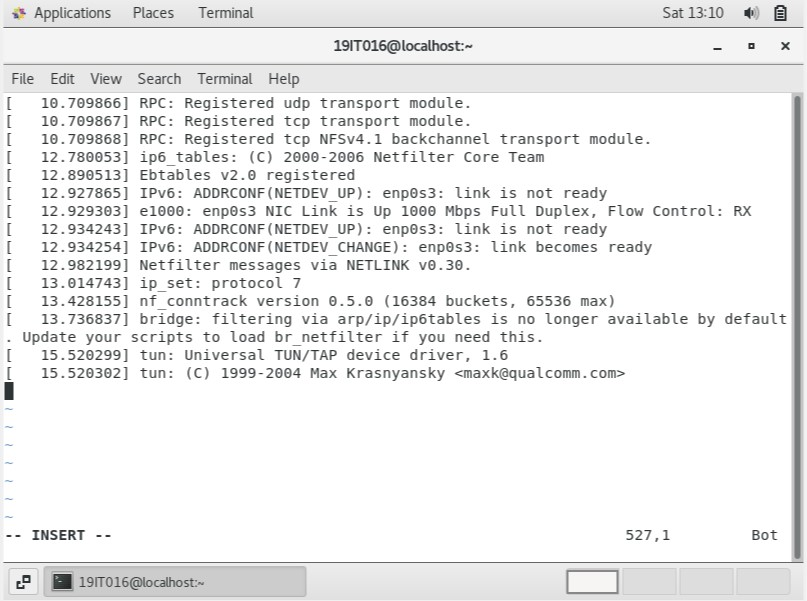 Applications Places Terminal Sat 13:10
19IT016@localhost:~
File Edit View Search Terminal Help
[   10.709866] RPC: Registered udp transport module.
[   10.709867] RPC: Registered tcp transport module.
[   10.709868] RPC: Registered tcp NFSv4.1 backchannel transport module.
[   12.780053] ip6_tables: (C) 2000-2006 Netfilter Core Team
[   12.890513] Ebtables v2.0 registered
[   12.927865] IPv6: ADDRCONF(NETDEV_UP): enp0s3: link is not ready
[   12.929303] e1000: enp0s3 NIC Link is Up 1000 Mbps Full Duplex, Flow Control: RX
[   12.934243] IPv6: ADDRCONF(NETDEV_UP): enp0s3: link is not ready
[   12.934254] IPv6: ADDRCONF(NETDEV_CHANGE): enp0s3: link becomes ready
[   12.982199] Netfilter messages via NETLINK v0.30.
[   13.014743] ip_set: protocol 7
[   13.428155] nf_conntrack version 0.5.0 (16384 buckets, 65536 max)
[   13.736837] bridge: filtering via arp/ip/ip6tables is no longer available by default
. Update your scripts to load br_netfilter if you need this.
[   15.520299] tun: Universal TUN/TAP device driver, 1.6
[   15.520302] tun: (C) 1999-2004 Max Krasnyansky <maxk@qualcomm.com>
~
~
~
~
~
~
~
-- INSERT -- 527,1 Bot
19IT016@localhost:~